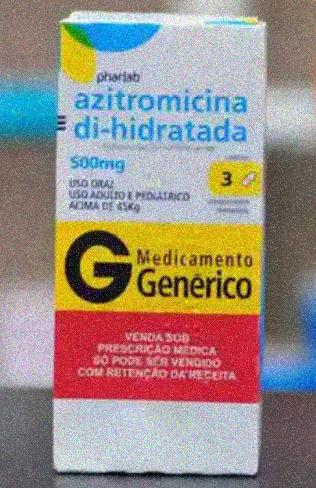 pharlab
azitromicina
di-hidratada
500mg
USO ORAL
USO ADULTO E PEDIÁTRICO
ACIMA DE 45Kg
3
G Medicamento
Genérico
VENDA SOB
PRESCRIÇÃO MÉDICA
SÓ PODE SER VENDIDO
COM RETENÇÃO DA RECEITA